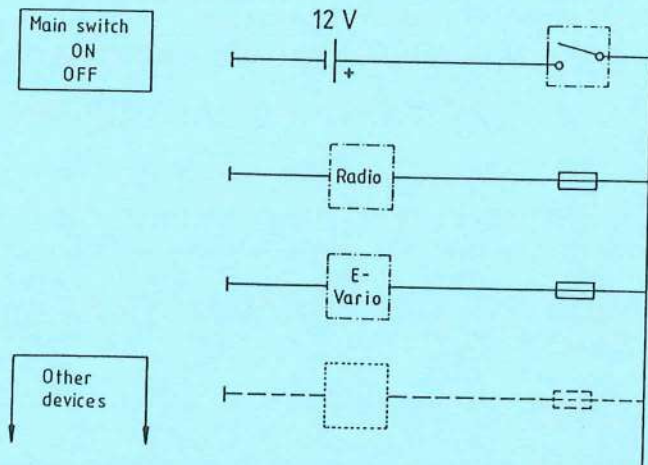 Main switch
ON
OFF
12 V
+
Radio
E-
Vario
Other
devices